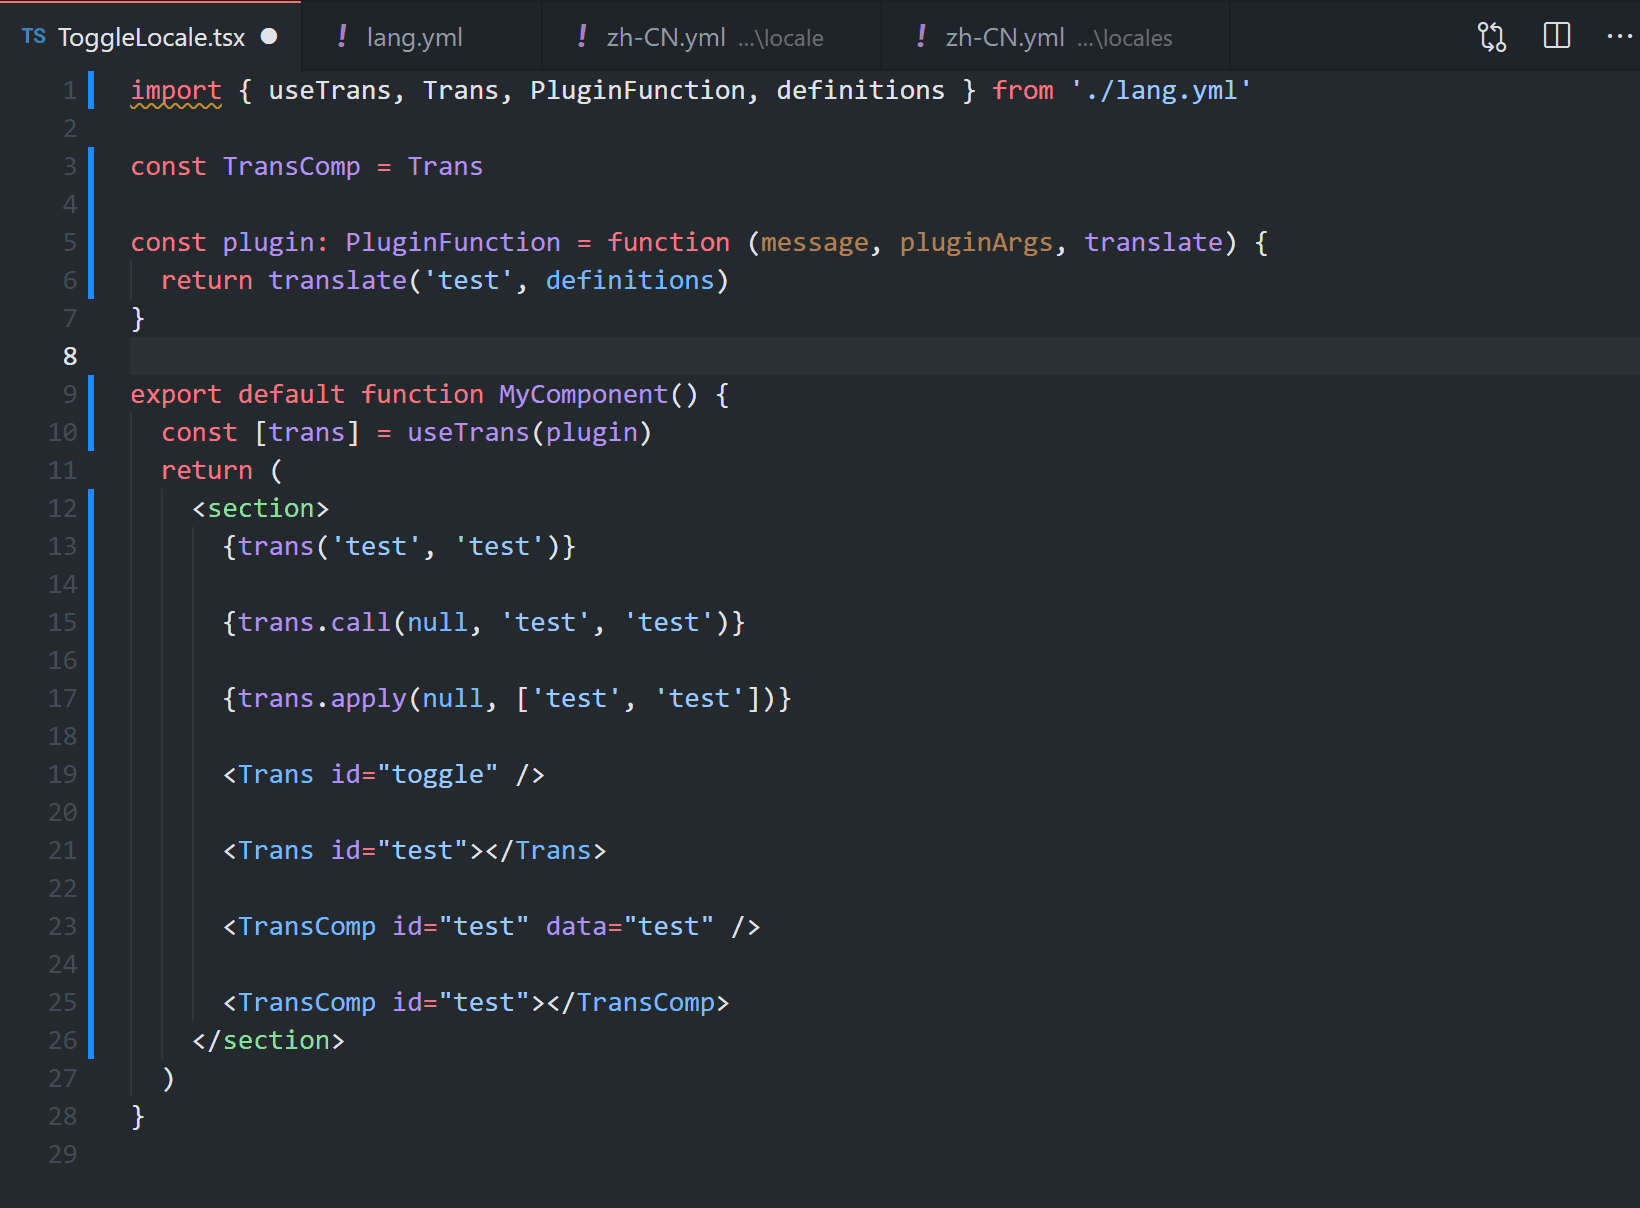 TS ToggleLocale.tsx ● ! lang.yml ! zh-CN.yml ...\locale ! zh-CN.yml ...\locales
1 import { useTrans, Trans, PluginFunction, definitions } from './lang.yml'
2
3 const TransComp = Trans
4
5 const plugin: PluginFunction = function (message, pluginArgs, translate) {
6   return translate('test', definitions)
7 }
8
9 export default function MyComponent() {
10   const [trans] = useTrans(plugin)
11   return (
12     <section>
13       {trans('test', 'test')}
14
15       {trans.call(null, 'test', 'test')}
16
17       {trans.apply(null, ['test', 'test'])}
18
19       <Trans id="toggle" />
20
21       <Trans id="test"></Trans>
22
23       <TransComp id="test" data="test" />
24
25       <TransComp id="test"></TransComp>
26     </section>
27   )
28 }
29